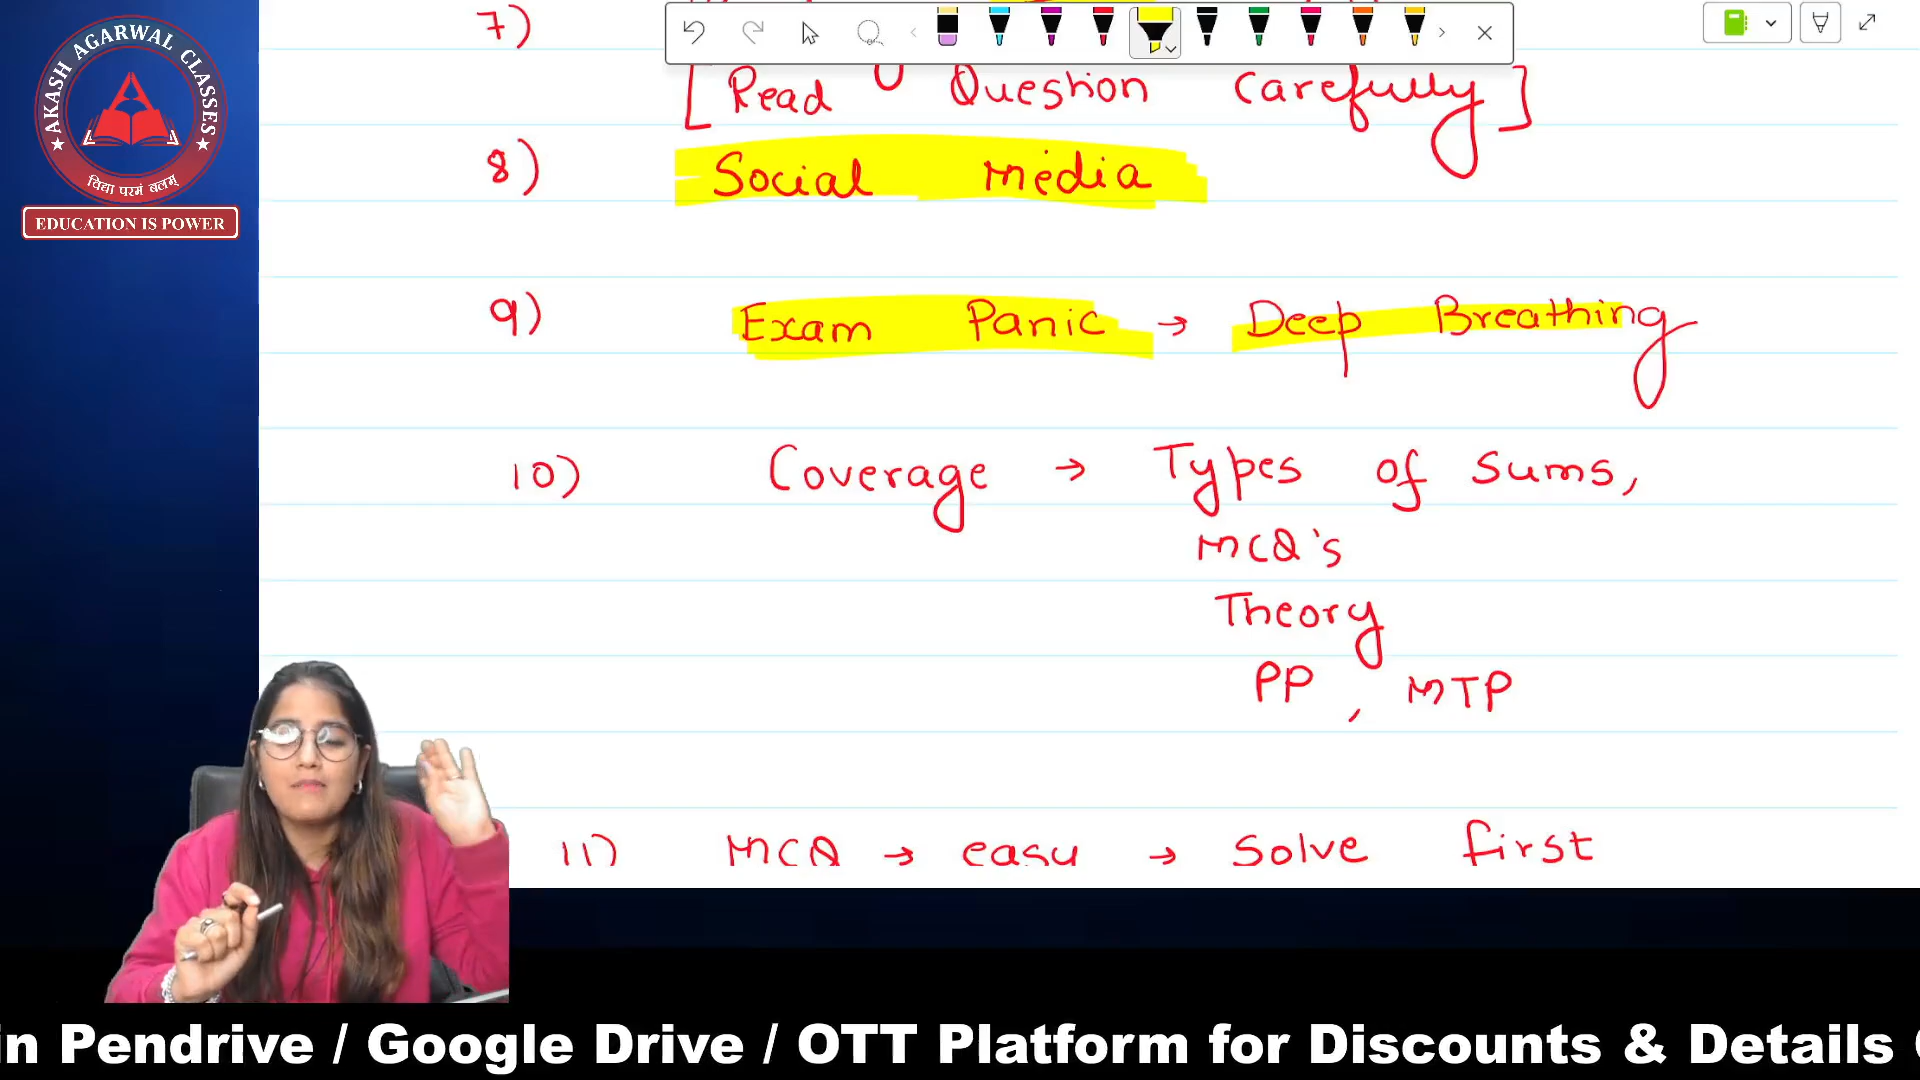 7)
[Read Question Carefully]
8) Social Media
9) Exam Panic → Deep Breathing
10) Coverage → Types of Sums,
MCQ's
Theory
PP, MTP
11) MCQ → easy → Solve first
AKASH AGARWAL CLASSES
विद्या परमं बलम्
EDUCATION IS POWER
in Pendrive / Google Drive / OTT Platform for Discounts & Details